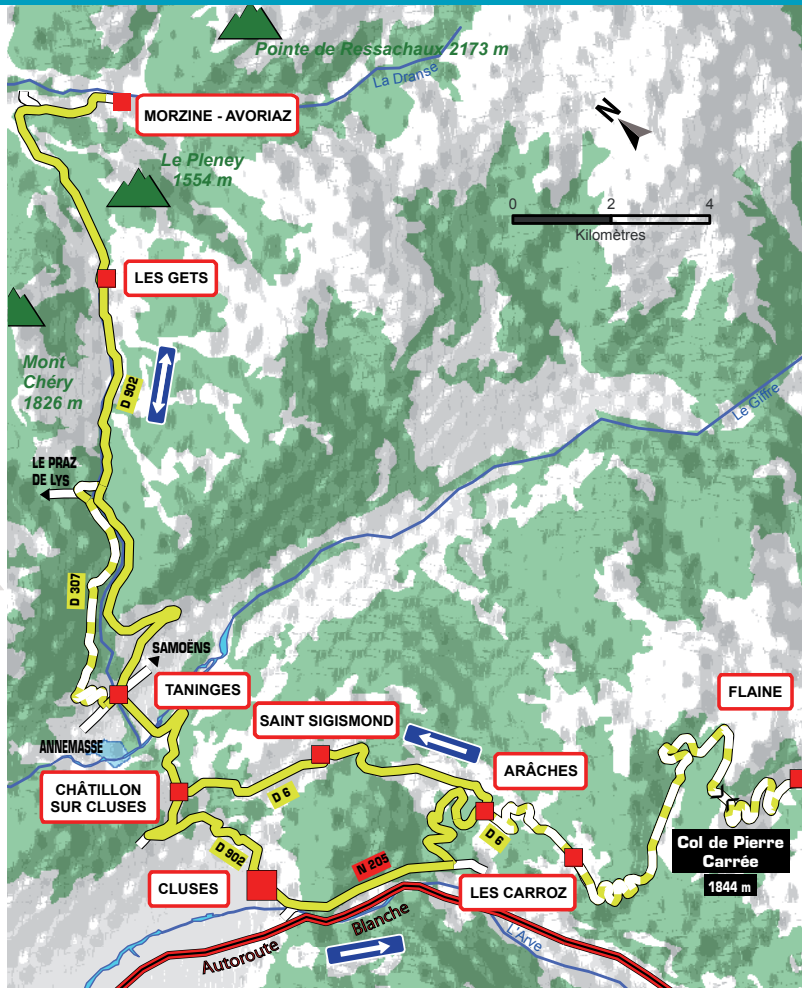 Pointe de Ressachaux 2173 m
La Dranse
MORZINE - AVORIAZ
N
Le Pleney
1554 m
0 2 4
Kilomètres
LES GETS
Mont
Chéry
1826 m
D 902
Le Giffre
LE PRAZ
DE LYS
D 307
SAMOËNS
TANINGES
FLAINE
SAINT SIGISMOND
ANNEMASSE
ARÂCHES
CHÂTILLON
SUR CLUSES
D 6
D 6
Col de Pierre
Carrée
1844 m
D 902
N 205
CLUSES
LES CARROZ
Autoroute Blanche
L'Arve